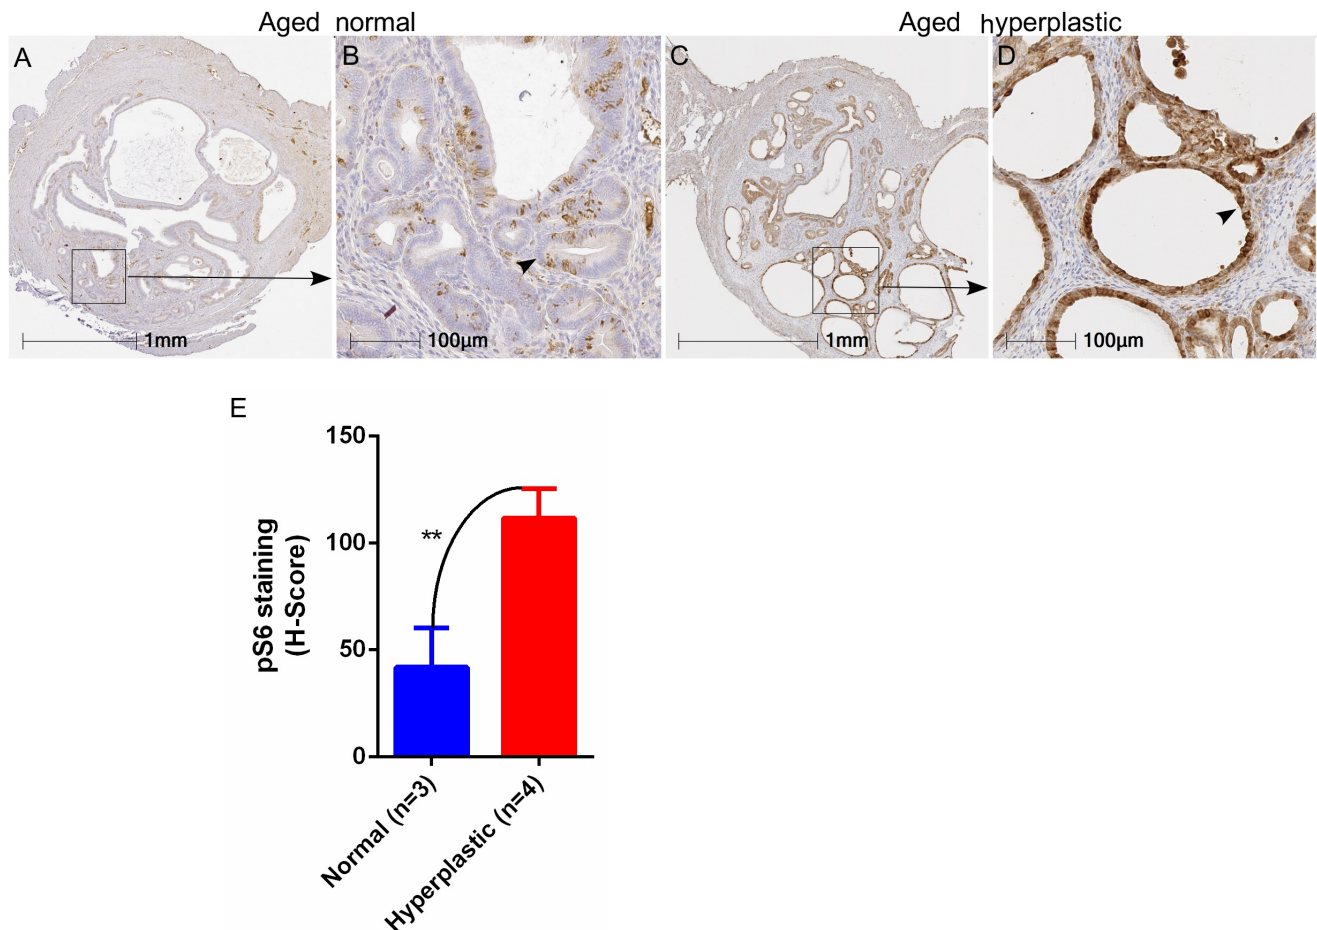 Aged normal
Aged hyperplastic
A
B
C
D
1mm
100μm
1mm
100μm
E
150
100
50
0
pS6 staining
(H-Score)
**
Normal (n=3)
Hyperplastic (n=4)